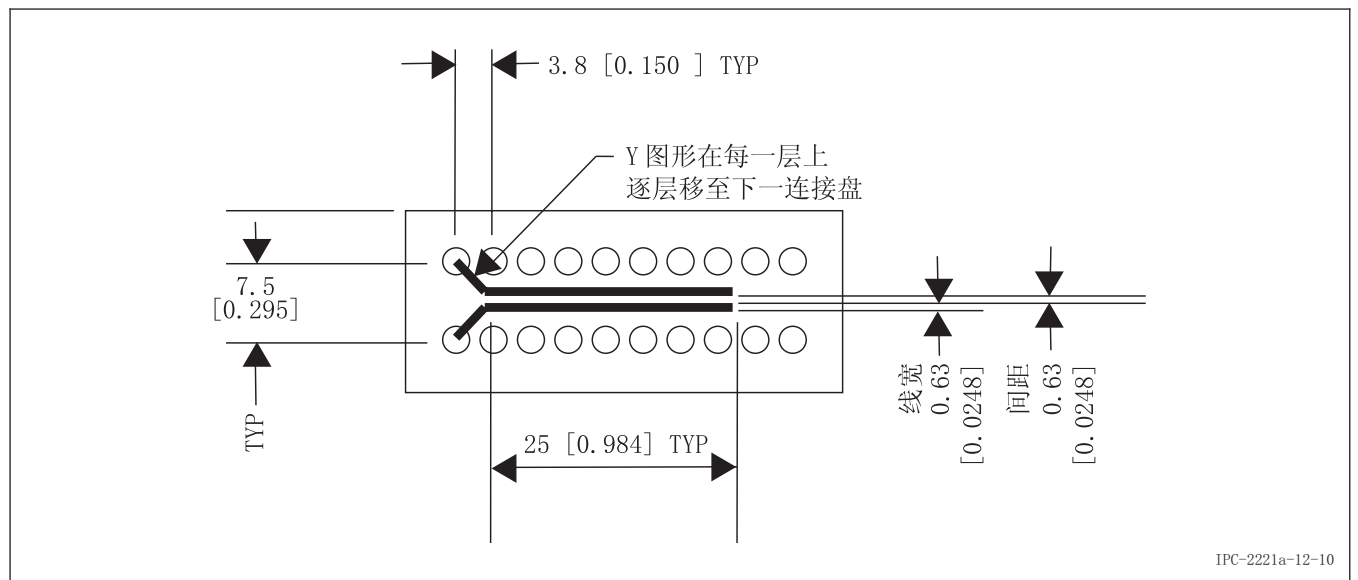 3.8 [0.150 ] TYP
Y图形在每一层上
逐层移至下一连接盘
7.5
[0.295]
TYP
25 [0.984] TYP
线宽
0.63
[0.0248]
间距
0.63
[0.0248]
IPC-2221a-12-10